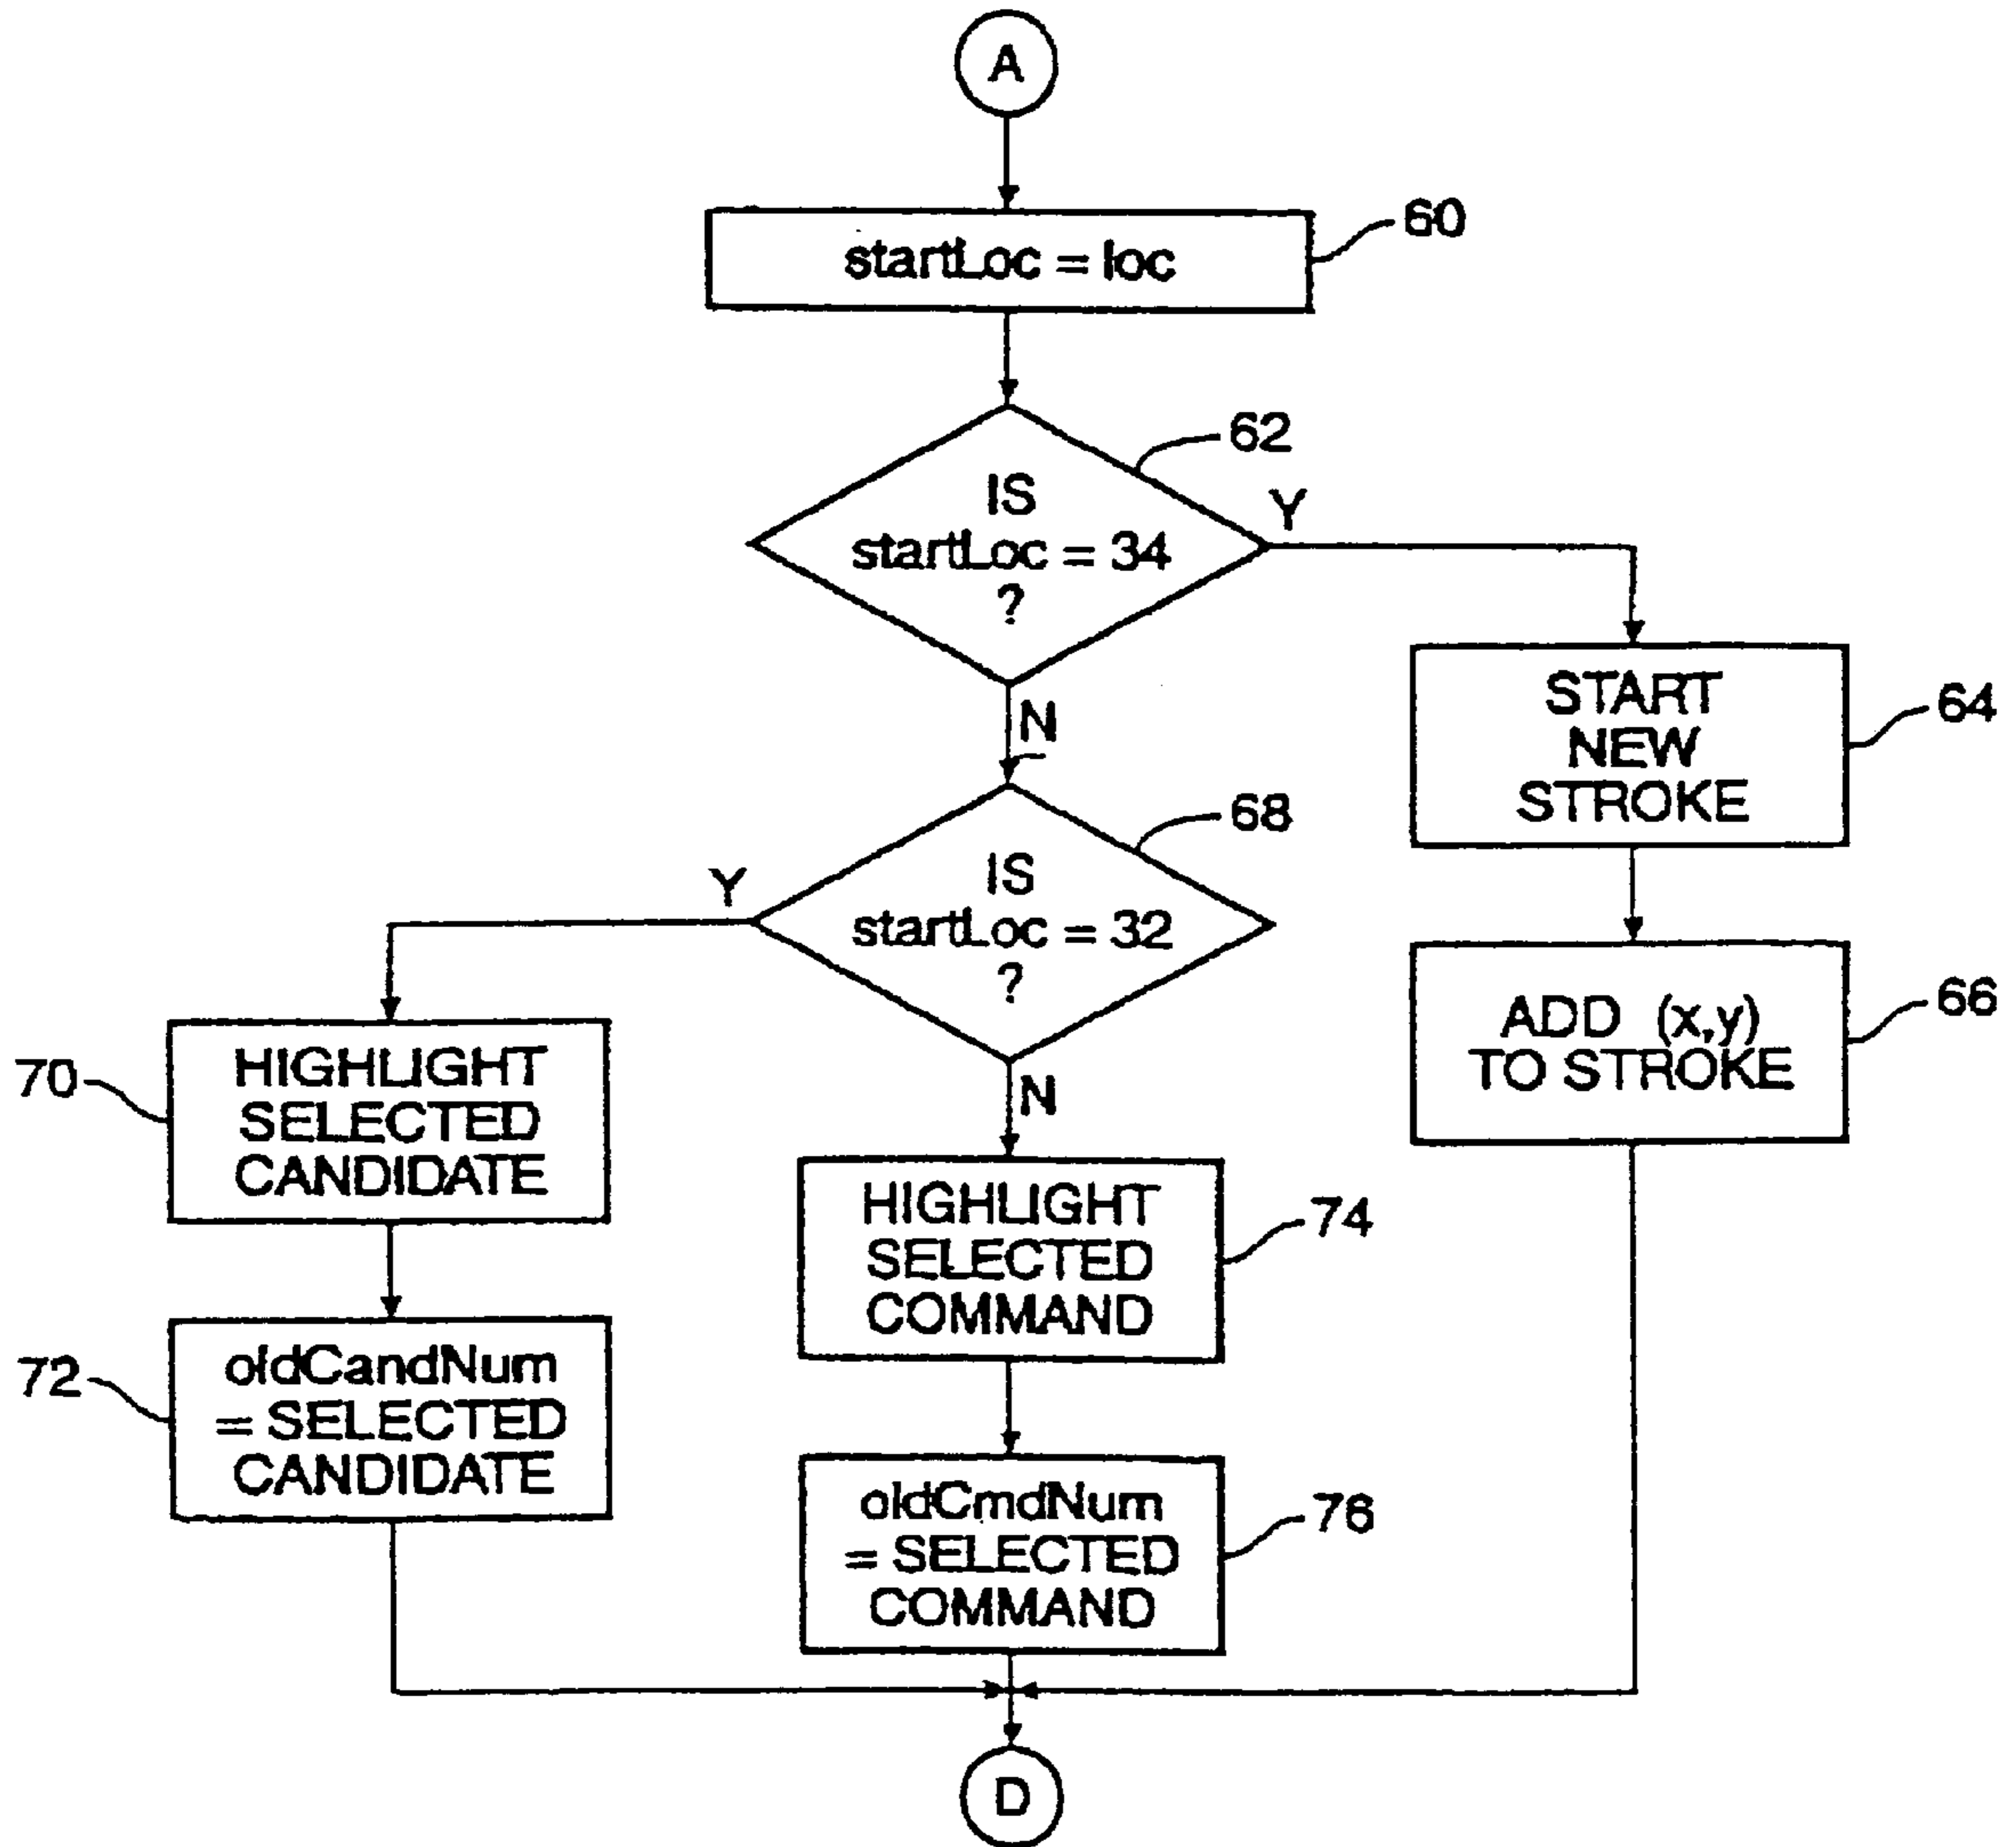 A
startLoc = loc
60
IS
startLoc = 34
?
62
Y
N
START
NEW
STROKE
64
ADD (x,y)
TO STROKE
66
IS
startLoc = 32
?
68
Y
N
HIGHLIGHT
SELECTED
CANDIDATE
70
oldCandNum
= SELECTED
CANDIDATE
72
HIGHLIGHT
SELECTED
COMMAND
74
oldCmdNum
= SELECTED
COMMAND
76
D